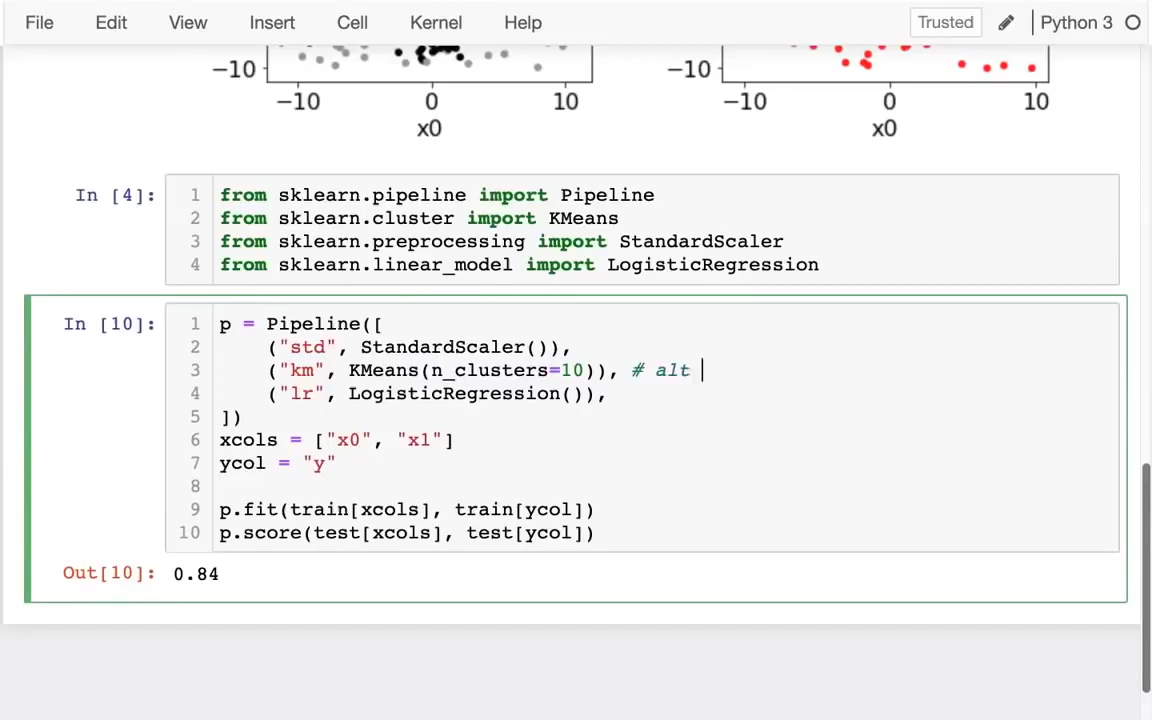 File Edit View Insert Cell Kernel Help Trusted Python 3
−10 −10
−10 0 10 −10 0 10
x0 x0
In [4]:
1 from sklearn.pipeline import Pipeline
2 from sklearn.cluster import KMeans
3 from sklearn.preprocessing import StandardScaler
4 from sklearn.linear_model import LogisticRegression
In [10]:
1 p = Pipeline([
2     ("std", StandardScaler()),
3     ("km", KMeans(n_clusters=10)), # alt
4     ("lr", LogisticRegression()),
5 ])
6 xcols = ["x0", "x1"]
7 ycol = "y"
8
9 p.fit(train[xcols], train[ycol])
10 p.score(test[xcols], test[ycol])
Out[10]: 0.84